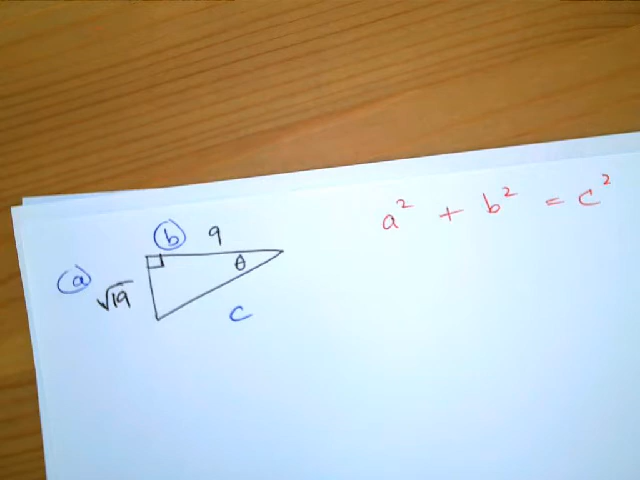 a² + b² = c²
b 9
a √19 θ
c